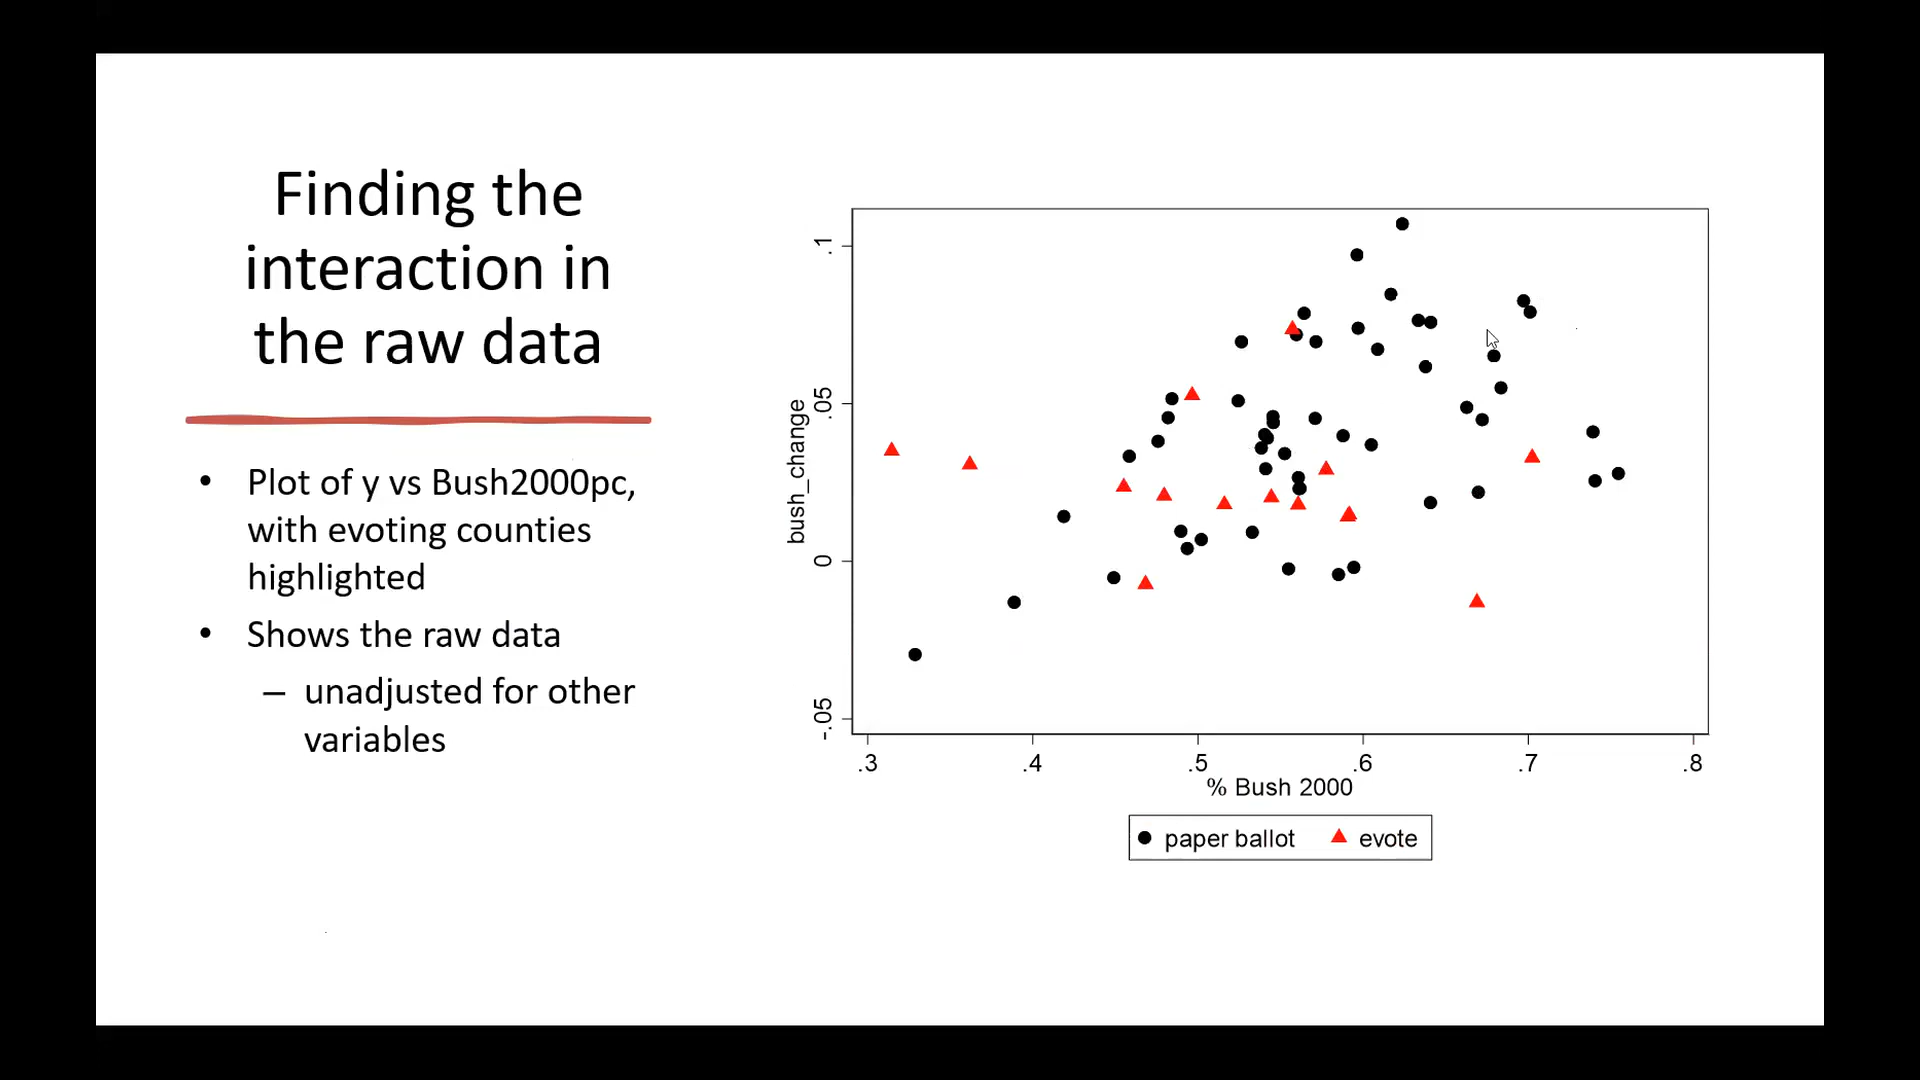 Finding the
interaction in
the raw data
• Plot of y vs Bush2000pc,
with evoting counties
highlighted
• Shows the raw data
– unadjusted for other
variables
bush_change
.1
.05
0
-.05
.3 .4 .5 .6 .7 .8
% Bush 2000
paper ballot evote